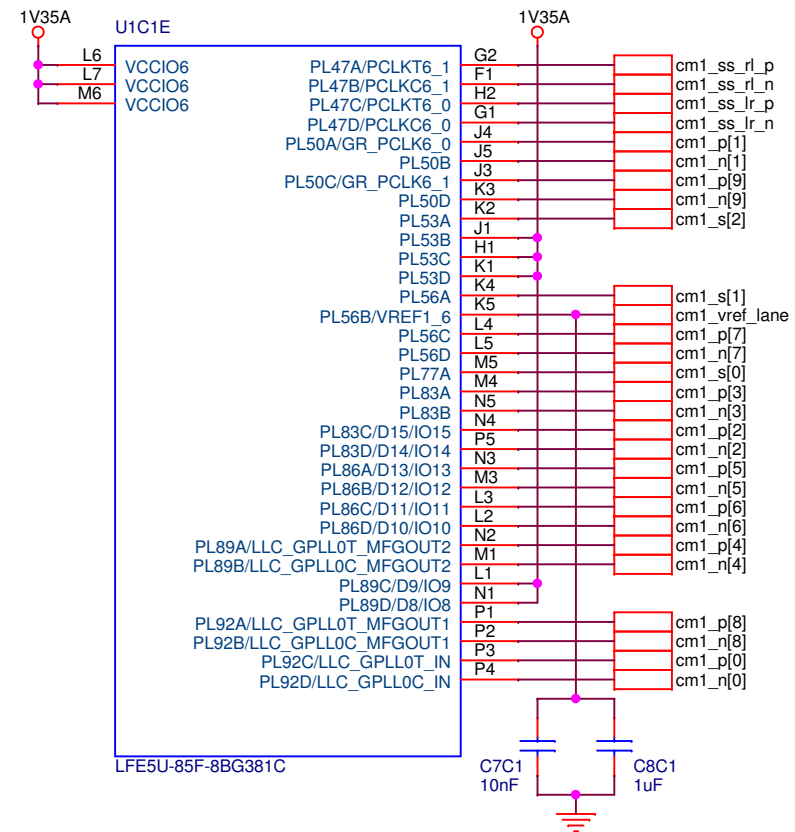 1V35A
U1C1E
1V35A
L6 VCCIO6
L7 VCCIO6
M6 VCCIO6
PL47A/PCLKT6_1 G2 cm1_ss_rl_p
PL47B/PCLKC6_1 F1 cm1_ss_rl_n
PL47C/PCLKT6_0 H2 cm1_ss_lr_p
PL47D/PCLKC6_0 G1 cm1_ss_lr_n
PL50A/GR_PCLK6_0 J4 cm1_p[1]
PL50B J5 cm1_n[1]
PL50C/GR_PCLK6_1 J3 cm1_p[9]
PL50D K3 cm1_n[9]
PL53A K2 cm1_s[2]
PL53B J1
PL53C H1
PL53D K1
PL56A K4 cm1_s[1]
PL56B/VREF1_6 K5 cm1_vref_lane
PL56C L4 cm1_p[7]
PL56D L5 cm1_n[7]
PL77A M5 cm1_s[0]
PL83A M4 cm1_p[3]
PL83B N5 cm1_n[3]
PL83C/D15/IO15 N4 cm1_p[2]
PL83D/D14/IO14 P5 cm1_n[2]
PL86A/D13/IO13 N3 cm1_p[5]
PL86B/D12/IO12 M3 cm1_n[5]
PL86C/D11/IO11 L3 cm1_p[6]
PL86D/D10/IO10 L2 cm1_n[6]
PL89A/LLC_GPLL0T_MFGOUT2 N2 cm1_p[4]
PL89B/LLC_GPLL0C_MFGOUT2 M1 cm1_n[4]
PL89C/D9/IO9 L1
PL89D/D8/IO8 N1
PL92A/LLC_GPLL0T_MFGOUT1 P1 cm1_p[8]
PL92B/LLC_GPLL0C_MFGOUT1 P2 cm1_n[8]
PL92C/LLC_GPLL0T_IN P3 cm1_p[0]
PL92D/LLC_GPLL0C_IN P4 cm1_n[0]
LFE5U-85F-8BG381C
C7C1
10nF
C8C1
1uF